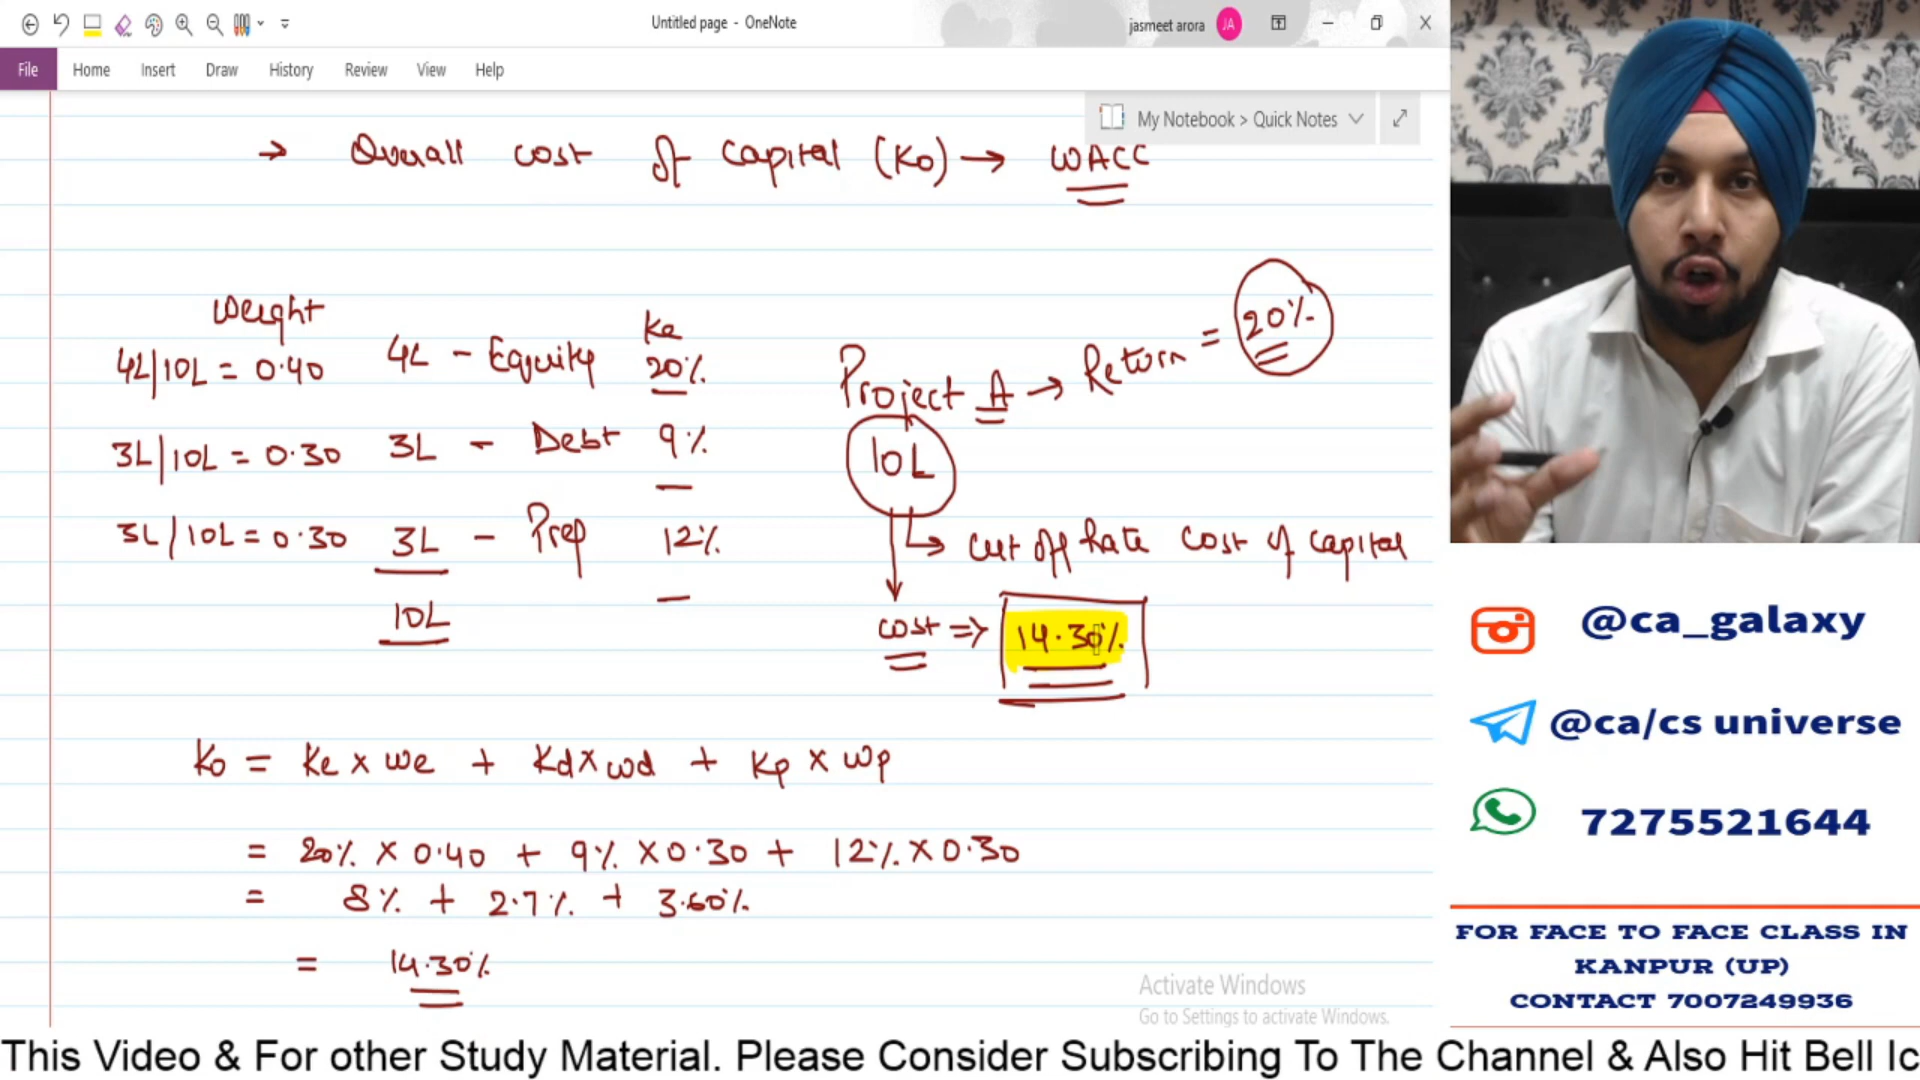 Untitled page - OneNote
jasmeet arora JA
File Home Insert Draw History Review View Help
My Notebook > Quick Notes
→ Overall cost of capital (Ko) → WACC
Weight
Ke
4L/10L = 0.40 4L - Equity 20%
3L/10L = 0.30 3L - Debt 9%
3L/10L = 0.30 3L - Pref 12%
10L
Project A → Return = 20%
10L
cut off Rate cost of capital
cost ⇒ 14.30%
Ko = Ke x We + Kd x wd + Kp x Wp
= 20% x 0.40 + 9% x 0.30 + 12% x 0.30
= 8% + 2.7% + 3.60%
= 14.30%
Activate Windows
Go to Settings to activate Windows.
@ca_galaxy
@ca/cs universe
7275521644
FOR FACE TO FACE CLASS IN
KANPUR (UP)
CONTACT 7007249936
This Video & For other Study Material. Please Consider Subscribing To The Channel & Also Hit Bell Ic